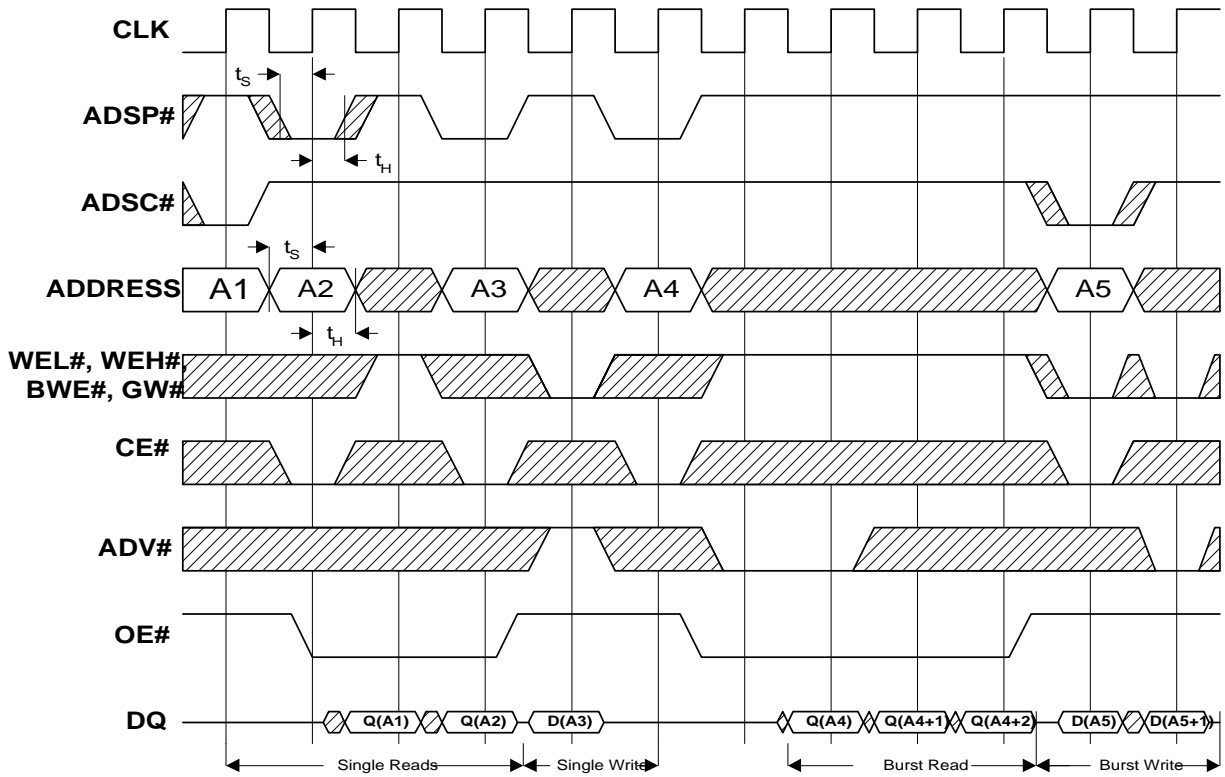 CLK
tS
ADSP#
tH
ADSC#
tS
ADDRESS A1 A2 A3 A4 A5
tH
WEL#, WEH#,
BWE#, GW#
CE#
ADV#
OE#
DQ Q(A1) Q(A2) D(A3) Q(A4) Q(A4+1) Q(A4+2) D(A5) D(A5+1)
Single Reads Single Write Burst Read Burst Write